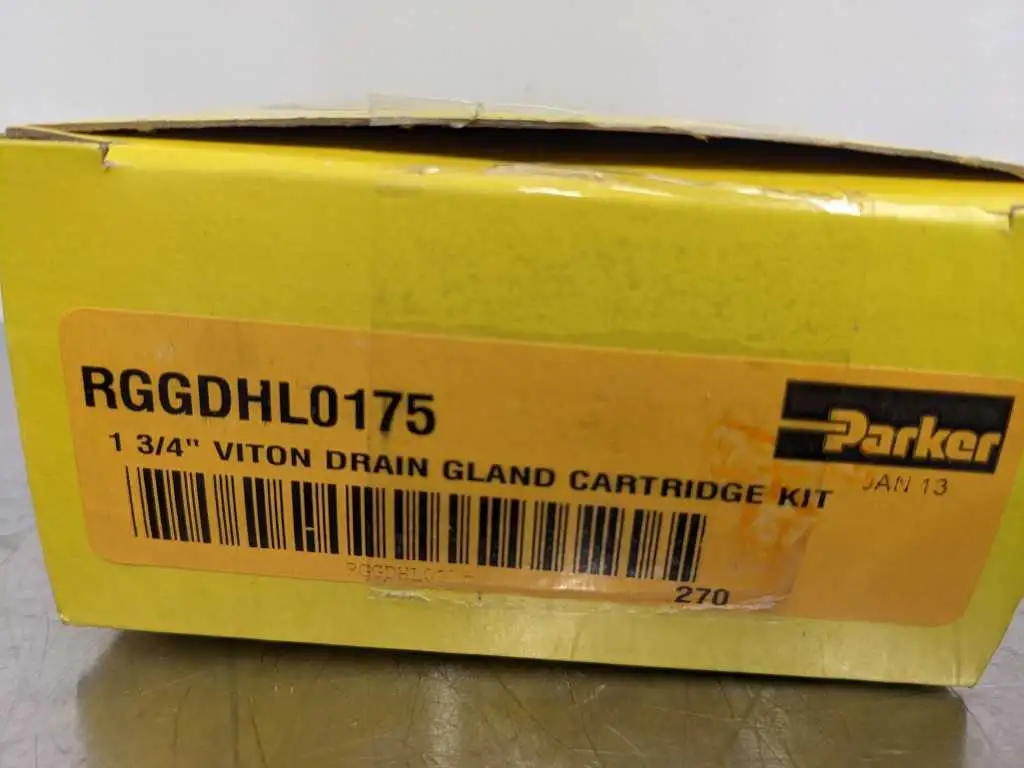 RGGDHL0175
Parker
1 3/4" VITON DRAIN GLAND CARTRIDGE KIT
JAN 13
270